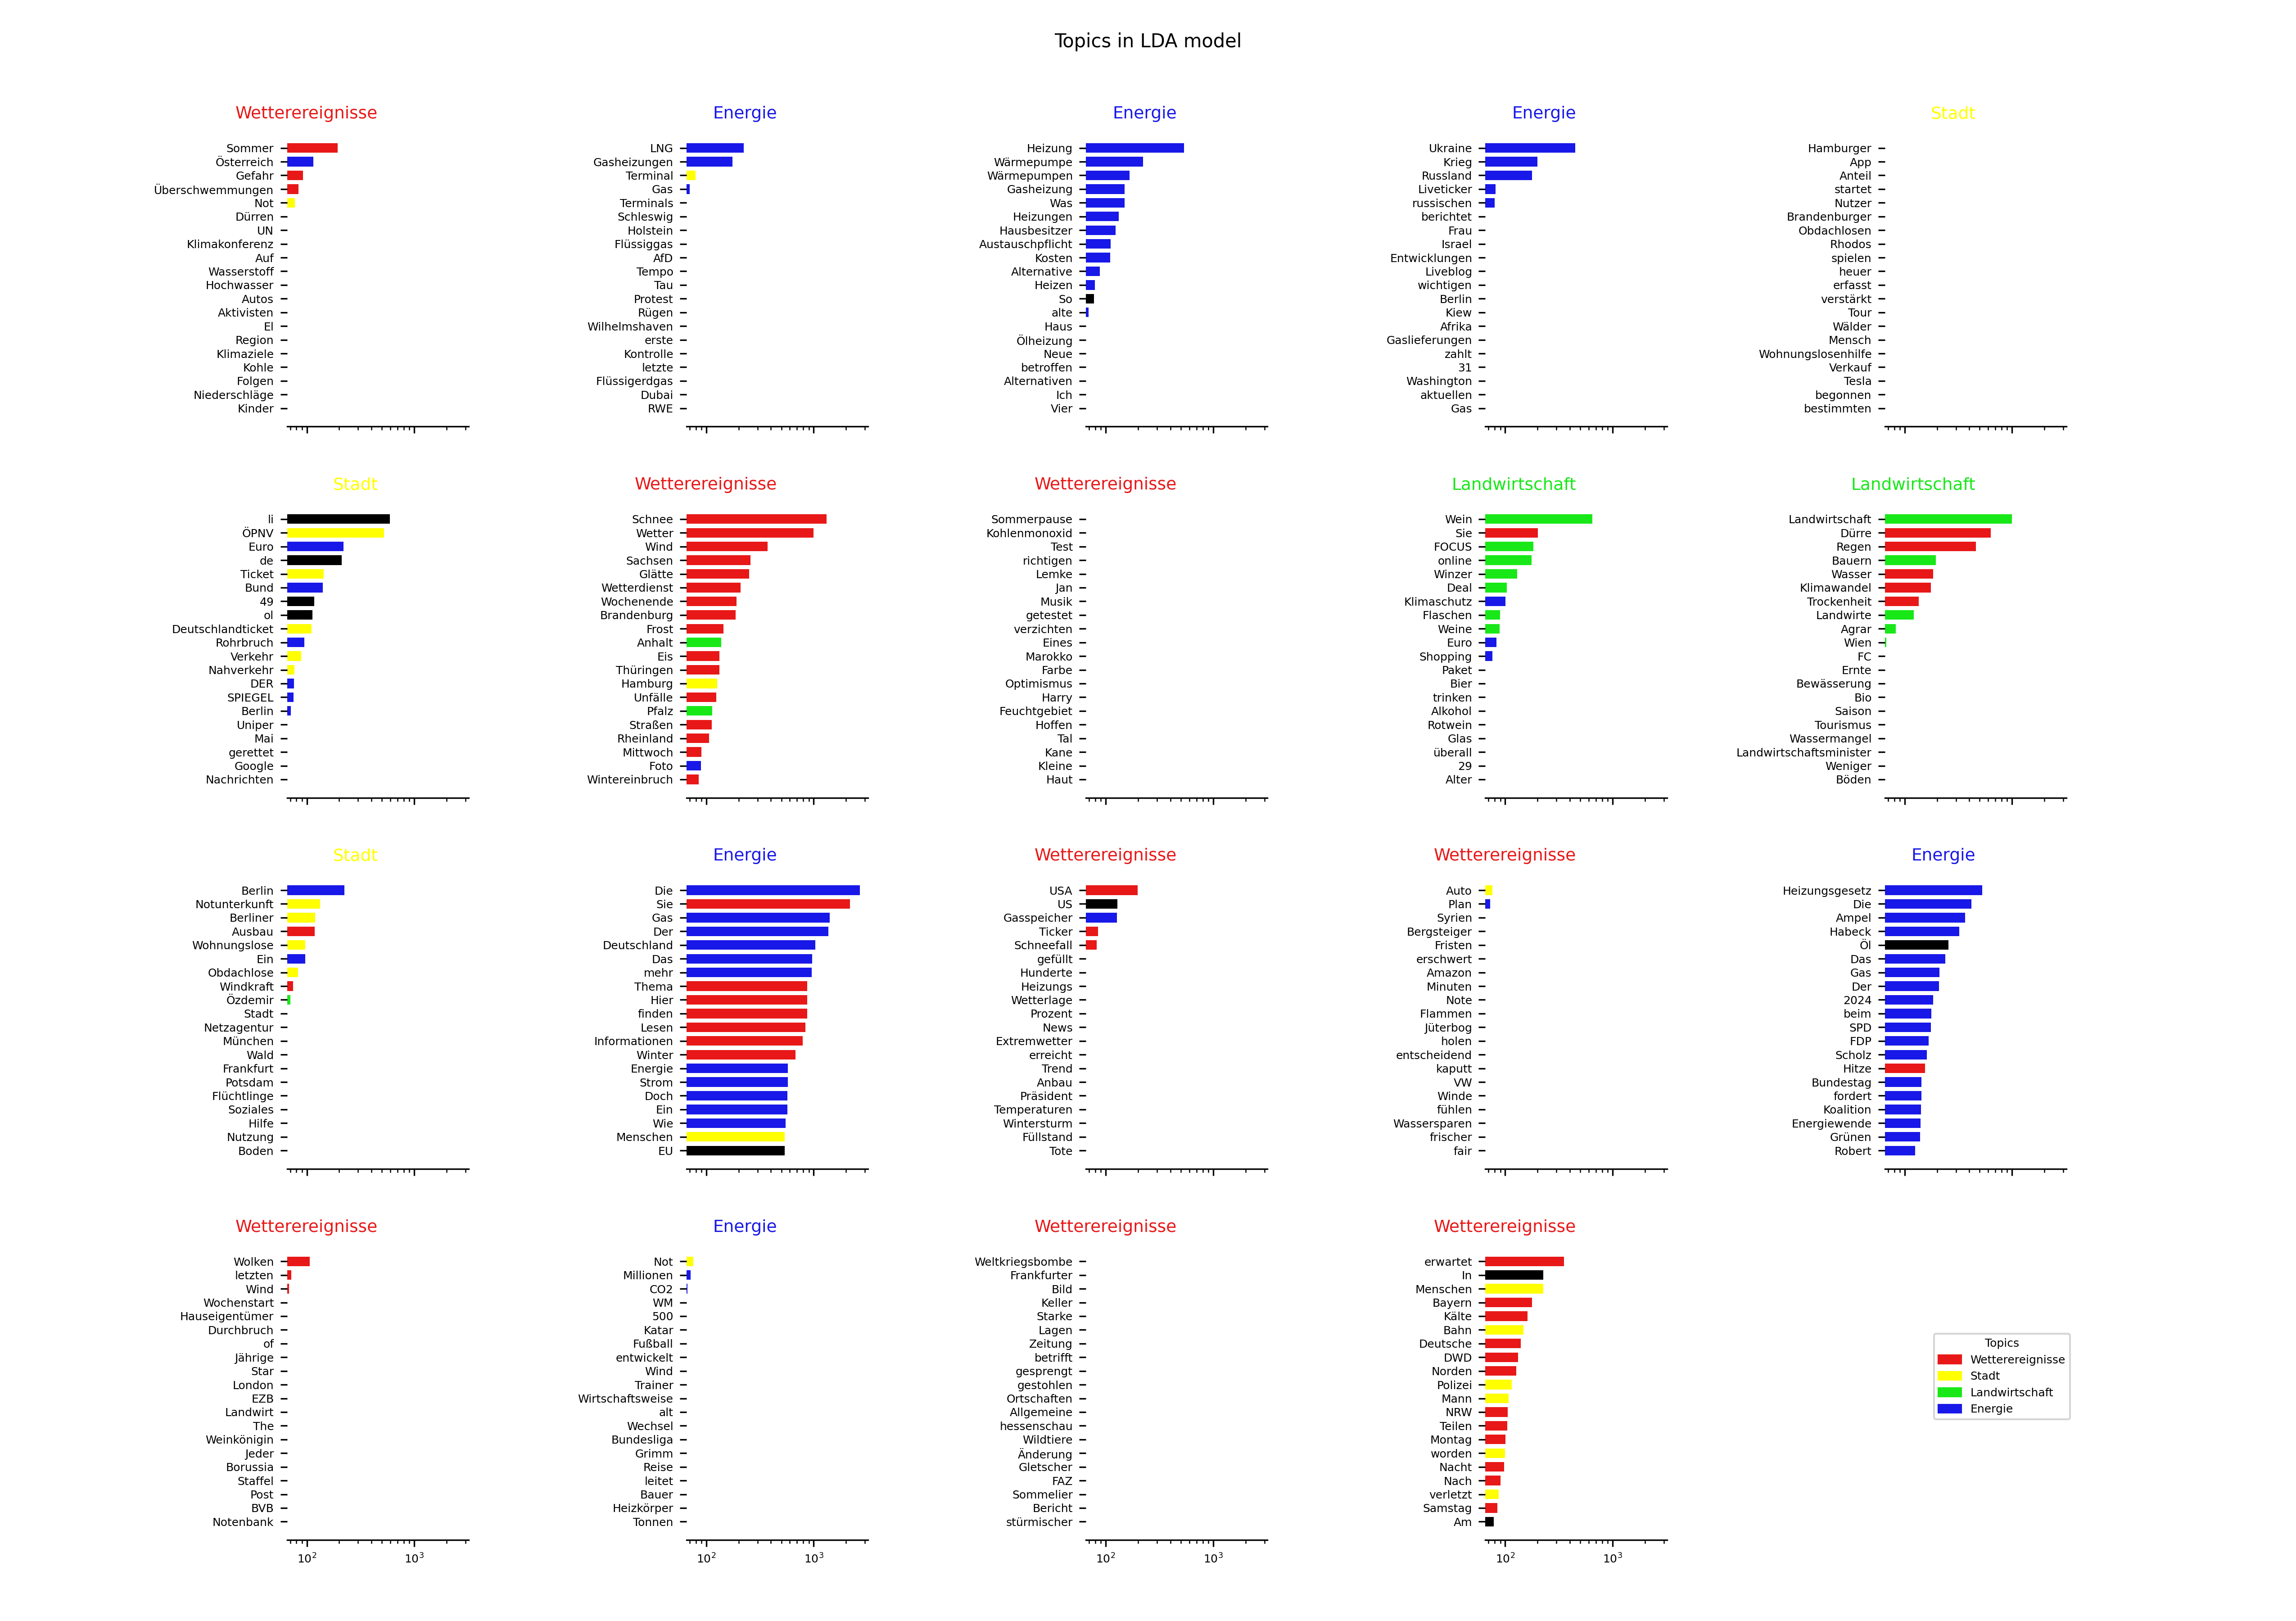 Topics in LDA model
Wetterereignisse
Sommer
Österreich
Gefahr
Überschwemmungen
Not
Dürren
UN
Klimakonferenz
Auf
Wasserstoff
Hochwasser
Autos
Aktivisten
El
Region
Klimaziele
Kohle
Folgen
Niederschläge
Kinder
Energie
LNG
Gasheizungen
Terminal
Gas
Terminals
Schleswig
Holstein
Flüssiggas
AfD
Tempo
Tau
Protest
Rügen
Wilhelmshaven
erste
Kontrolle
letzte
Flüssigerdgas
Dubai
RWE
Energie
Heizung
Wärmepumpe
Wärmepumpen
Gasheizung
Was
Heizungen
Hausbesitzer
Austauschpflicht
Kosten
Alternative
Heizen
So
alte
Haus
Ölheizung
Neue
betroffen
Alternativen
Ich
Vier
Energie
Ukraine
Krieg
Russland
Liveticker
russischen
berichtet
Frau
Israel
Entwicklungen
Liveblog
wichtigen
Berlin
Kiew
Afrika
Gaslieferungen
zahlt
31
Washington
aktuellen
Gas
Stadt
Hamburger
App
Anteil
startet
Nutzer
Brandenburger
Obdachlosen
Rhodos
spielen
heuer
erfasst
verstärkt
Tour
Wälder
Mensch
Wohnungslosenhilfe
Verkauf
Tesla
begonnen
bestimmten
Stadt
li
ÖPNV
Euro
de
Ticket
Bund
49
ol
Deutschlandticket
Rohrbruch
Verkehr
Nahverkehr
DER
SPIEGEL
Berlin
Uniper
Mai
gerettet
Google
Nachrichten
Wetterereignisse
Schnee
Wetter
Wind
Sachsen
Glätte
Wetterdienst
Wochenende
Brandenburg
Frost
Anhalt
Eis
Thüringen
Hamburg
Unfälle
Pfalz
Straßen
Rheinland
Mittwoch
Foto
Wintereinbruch
Wetterereignisse
Sommerpause
Kohlenmonoxid
Test
richtigen
Lemke
Jan
Musik
getestet
verzichten
Eines
Marokko
Farbe
Optimismus
Harry
Feuchtgebiet
Hoffen
Tal
Kane
Kleine
Haut
Landwirtschaft
Wein
Sie
FOCUS
online
Winzer
Deal
Klimaschutz
Flaschen
Weine
Euro
Shopping
Paket
Bier
trinken
Alkohol
Rotwein
Glas
überall
29
Alter
Landwirtschaft
Landwirtschaft
Dürre
Regen
Bauern
Wasser
Klimawandel
Trockenheit
Landwirte
Agrar
Wien
FC
Ernte
Bewässerung
Bio
Saison
Tourismus
Wassermangel
Landwirtschaftsminister
Weniger
Böden
Stadt
Berlin
Notunterkunft
Berliner
Ausbau
Wohnungslose
Ein
Obdachlose
Windkraft
Özdemir
Stadt
Netzagentur
München
Wald
Frankfurt
Potsdam
Flüchtlinge
Soziales
Hilfe
Nutzung
Boden
Energie
Die
Sie
Gas
Der
Deutschland
Das
mehr
Thema
Hier
finden
Lesen
Informationen
Winter
Energie
Strom
Doch
Ein
Wie
Menschen
EU
Wetterereignisse
USA
US
Gasspeicher
Ticker
Schneefall
gefüllt
Hunderte
Heizungs
Wetterlage
Prozent
News
Extremwetter
erreicht
Trend
Anbau
Präsident
Temperaturen
Wintersturm
Füllstand
Tote
Wetterereignisse
Auto
Plan
Syrien
Bergsteiger
Fristen
erschwert
Amazon
Minuten
Note
Flammen
Jüterbog
holen
entscheidend
kaputt
VW
Winde
fühlen
Wassersparen
frischer
fair
Energie
Heizungsgesetz
Die
Ampel
Habeck
Öl
Das
Gas
Der
2024
beim
SPD
FDP
Scholz
Hitze
Bundestag
fordert
Koalition
Energiewende
Grünen
Robert
Wetterereignisse
Wolken
letzten
Wind
Wochenstart
Hauseigentümer
Durchbruch
of
Jährige
Star
London
EZB
Landwirt
The
Weinkönigin
Jeder
Borussia
Staffel
Post
BVB
Notenbank
10²
10³
Energie
Not
Millionen
CO2
WM
500
Katar
Fußball
entwickelt
Wind
Trainer
Wirtschaftsweise
alt
Wechsel
Bundesliga
Grimm
Reise
leitet
Bauer
Heizkörper
Tonnen
10²
10³
Wetterereignisse
Weltkriegsbombe
Frankfurter
Bild
Keller
Starke
Lagen
Zeitung
betrifft
gesprengt
gestohlen
Ortschaften
Allgemeine
hessenschau
Wildtiere
Änderung
Gletscher
FAZ
Sommelier
Bericht
stürmischer
10²
10³
Wetterereignisse
erwartet
In
Menschen
Bayern
Kälte
Bahn
Deutsche
DWD
Norden
Polizei
Mann
NRW
Teilen
Montag
worden
Nacht
Nach
verletzt
Samstag
Am
10²
10³
Topics
Wetterereignisse
Stadt
Landwirtschaft
Energie